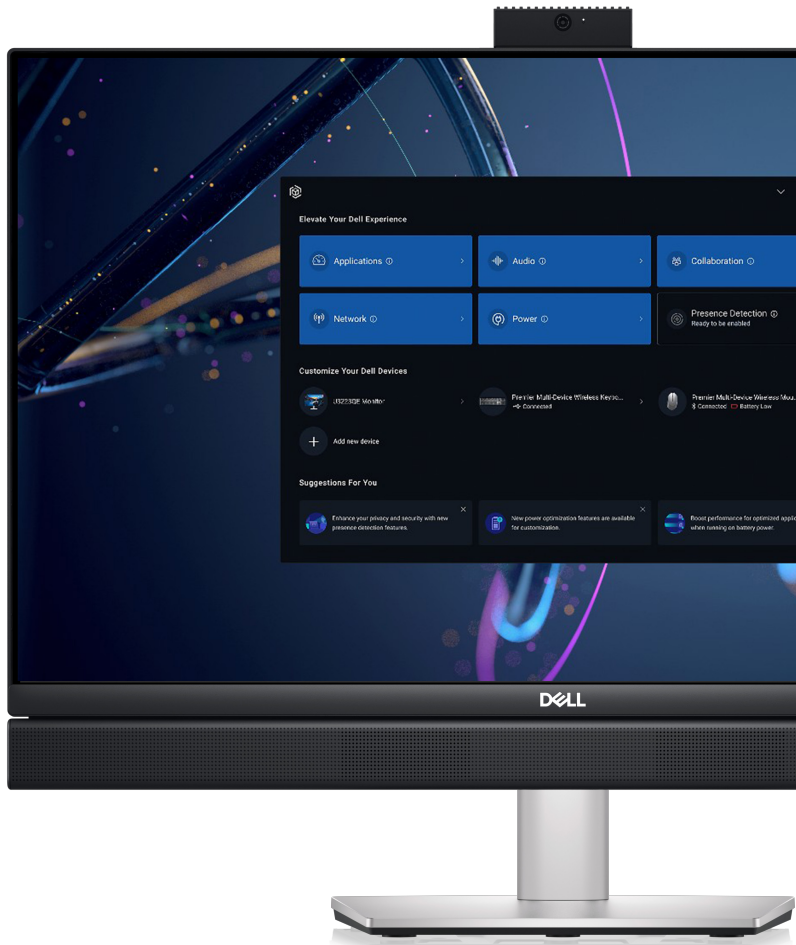 Elevate Your Dell Experience
Applications
Audio
Collaboration
Network
Power
Presence Detection
Ready to be enabled
Customize Your Dell Devices
U3223QE Monitor
Premier Multi-Device Wireless Keybo...
Connected
Premier Multi-Device Wireless Mou...
Connected
Battery Low
Add new device
Suggestions For You
Enhance your privacy and security with new
presence detection features.
New power optimization features are available
for customization.
Boost performance for optimized applic
when running on battery power.
DELL